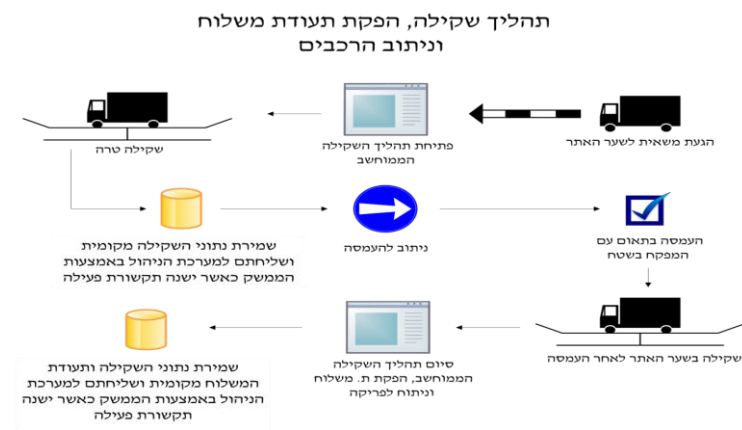 תהליך שקילה, הפקת תעודת משלוח
וניתוב הרכבים
הגעת משאית לשער האתר
פתיחת תהליך השקילה
הממוחשב
שקילה טרה
שמירת נתוני השקילה מקומית
ושליחתם למערכת הניהול באמצעות
הממשק כאשר ישנה תקשורת פעילה
ניתוב להעמסה
העמסה בתאום עם
המפקח בשטח
שקילה בשער האתר לאחר העמסה
סיום תהליך השקילה
הממוחשב, הפקת ת. משלוח
וניתוח לפריקה
שמירת נתוני השקילה ותעודת
המשלוח מקומית ושליחתם למערכת
הניהול באמצעות הממשק כאשר ישנה
תקשורת פעילה